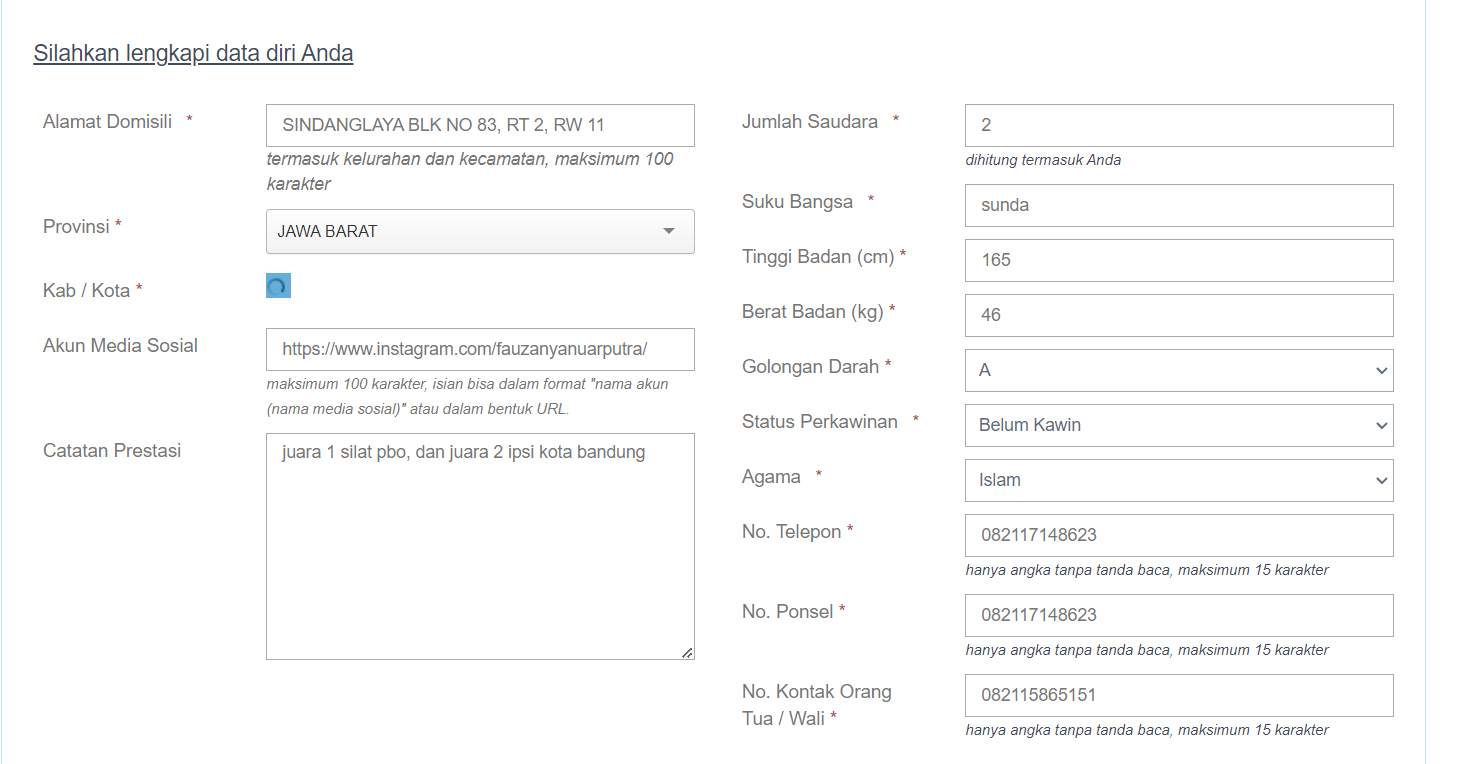 Silahkan lengkapi data diri Anda
Alamat Domisili *
SINDANGLAYA BLK NO 83, RT 2, RW 11
termasuk kelurahan dan kecamatan, maksimum 100
karakter
Provinsi *
JAWA BARAT
Kab / Kota *
Akun Media Sosial
https://www.instagram.com/fauzanyanuarputra/
maksimum 100 karakter, isian bisa dalam format "nama akun
(nama media sosial)" atau dalam bentuk URL.
Catatan Prestasi
juara 1 silat pbo, dan juara 2 ipsi kota bandung
Jumlah Saudara *
2
dihitung termasuk Anda
Suku Bangsa *
sunda
Tinggi Badan (cm) *
165
Berat Badan (kg) *
46
Golongan Darah *
A
Status Perkawinan *
Belum Kawin
Agama *
Islam
No. Telepon *
082117148623
hanya angka tanpa tanda baca, maksimum 15 karakter
No. Ponsel *
082117148623
hanya angka tanpa tanda baca, maksimum 15 karakter
No. Kontak Orang
Tua / Wali *
082115865151
hanya angka tanpa tanda baca, maksimum 15 karakter